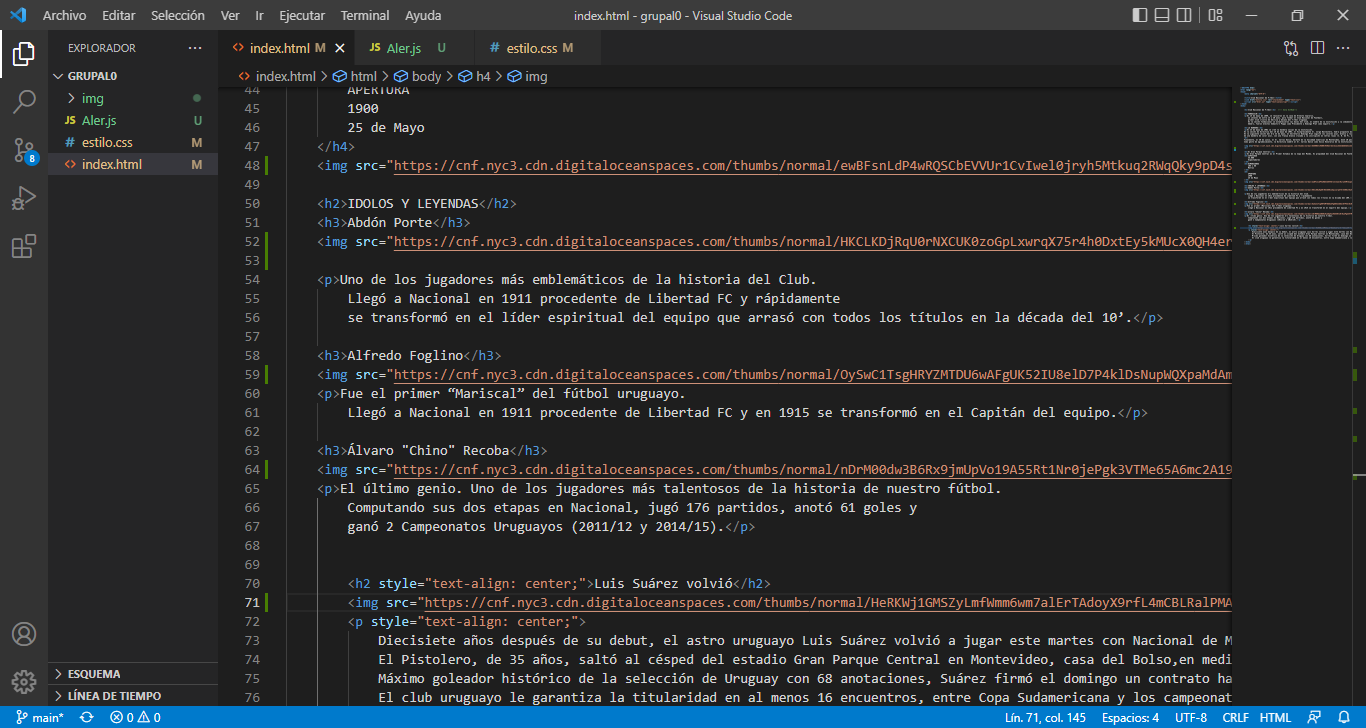 Archivo Editar Selección Ver Ir Ejecutar Terminal Ayuda
index.html - grupal0 - Visual Studio Code
EXPLORADOR
GRUPAL0
img
JS Aler.js U
# estilo.css M
<> index.html M
ESQUEMA
LÍNEA DE TIEMPO
8
<> index.html M
JS Aler.js U
# estilo.css M
<> index.html > html > body > h4 > img
44 APERTURA
45 1900
46 25 de Mayo
47 </h4>
48 <img src="https://cnf.nyc3.cdn.digitaloceanspaces.com/thumbs/normal/
49
50 <h2>IDOLOS Y LEYENDAS</h2>
51 <h3>Abdón Porte</h3>
52 <img src="https://cnf.nyc3.cdn.digitaloceanspaces.com/thumbs/normal/
53
54 <p>Uno de los jugadores más emblemáticos de la historia del Club.
55 Llegó a Nacional en 1911 procedente de Libertad FC y rápidamente
56 se transformó en el líder espiritual del equipo que arrasó con todos los títulos en la década del 10’.</p>
57
58 <h3>Alfredo Foglino</h3>
59 <img src="https://cnf.nyc3.cdn.digitaloceanspaces.com/thumbs/normal/
60 <p>Fue el primer “Mariscal” del fútbol uruguayo.
61 Llegó a Nacional en 1911 procedente de Libertad FC y en 1915 se transformó en el Capitán del equipo.</p>
62
63 <h3>Álvaro "Chino" Recoba</h3>
64 <img src="https://cnf.nyc3.cdn.digitaloceanspaces.com/thumbs/normal/
65 <p>El último genio. Uno de los jugadores más talentosos de la historia de nuestro fútbol.
66 Computando sus dos etapas en Nacional, jugó 176 partidos, anotó 61 goles y
67 ganó 2 Campeonatos Uruguayos (2011/12 y 2014/15).</p>
68
69
70 <h2 style="text-align: center;">Luis Suárez volvió</h2>
71 <img src="https://cnf.nyc3.cdn.digitaloceanspaces.com/thumbs/normal/
72 <p style="text-align: center;">
73 Diecisiete años después de su debut, el astro uruguayo Luis Suárez volvió a jugar este martes con Nacional de M
74 El Pistolero, de 35 años, saltó al césped del estadio Gran Parque Central en Montevideo, casa del Bolso,en medi
75 Máximo goleador histórico de la selección de Uruguay con 68 anotaciones, Suárez firmó el domingo un contrato ha
76 El club uruguayo le garantiza la titularidad en al menos 16 encuentros, entre Copa Sudamericana y los campeonat
main* 0 0
Lín. 71, col. 145 Espacios: 4 UTF-8 CRLF HTML